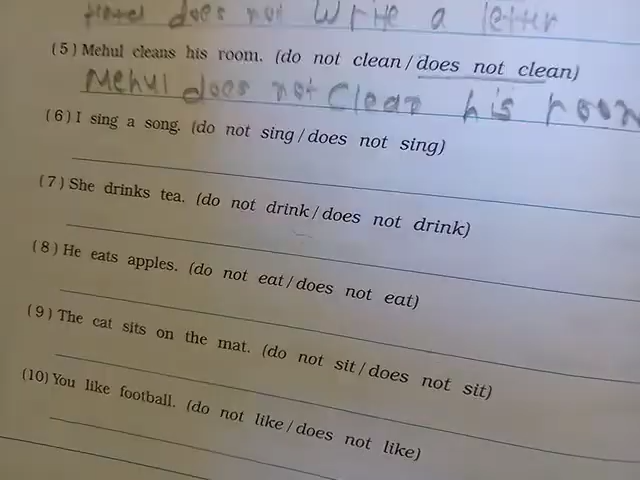 does not write a letter
(5) Mehul cleans his room. (do not clean/does not clean)
Mehul does not clean his room
(6) I sing a song. (do not sing/does not sing)
(7) She drinks tea. (do not drink/does not drink)
(8) He eats apples. (do not eat/does not eat)
(9) The cat sits on the mat. (do not sit/does not sit)
(10) You like football. (do not like/does not like)